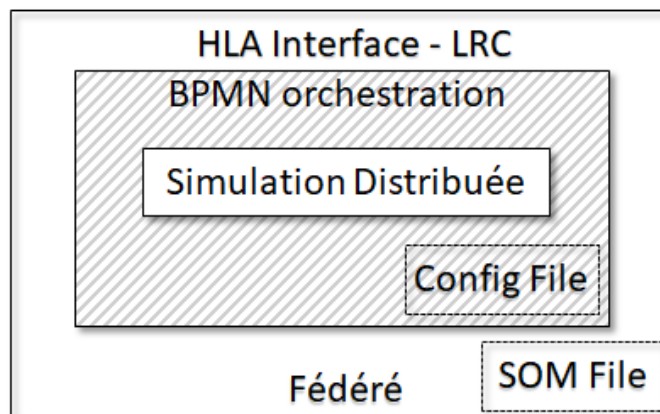 HLA Interface - LRC
BPMN orchestration
Simulation Distribuée
Config File
SOM File
Fédéré